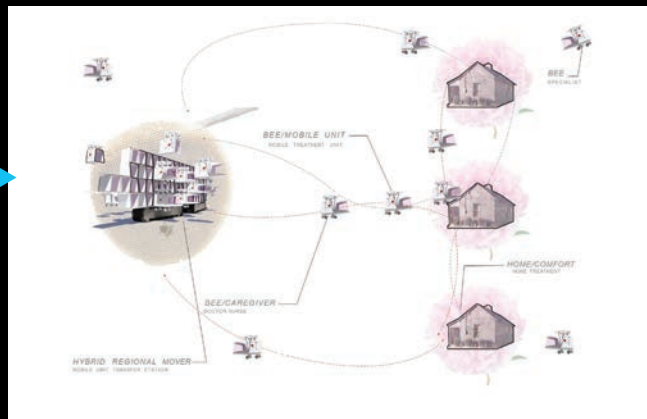 BEE
SPECIALIST
BEE/MOBILE UNIT
MOBILE TREATMENT UNIT
HOME/COMFORT
HOME TREATMENT
BEE/CAREGIVER
DOCTOR NURSE
HYBRID REGIONAL MOVER
MOBILE UNIT TRANSFER STATION